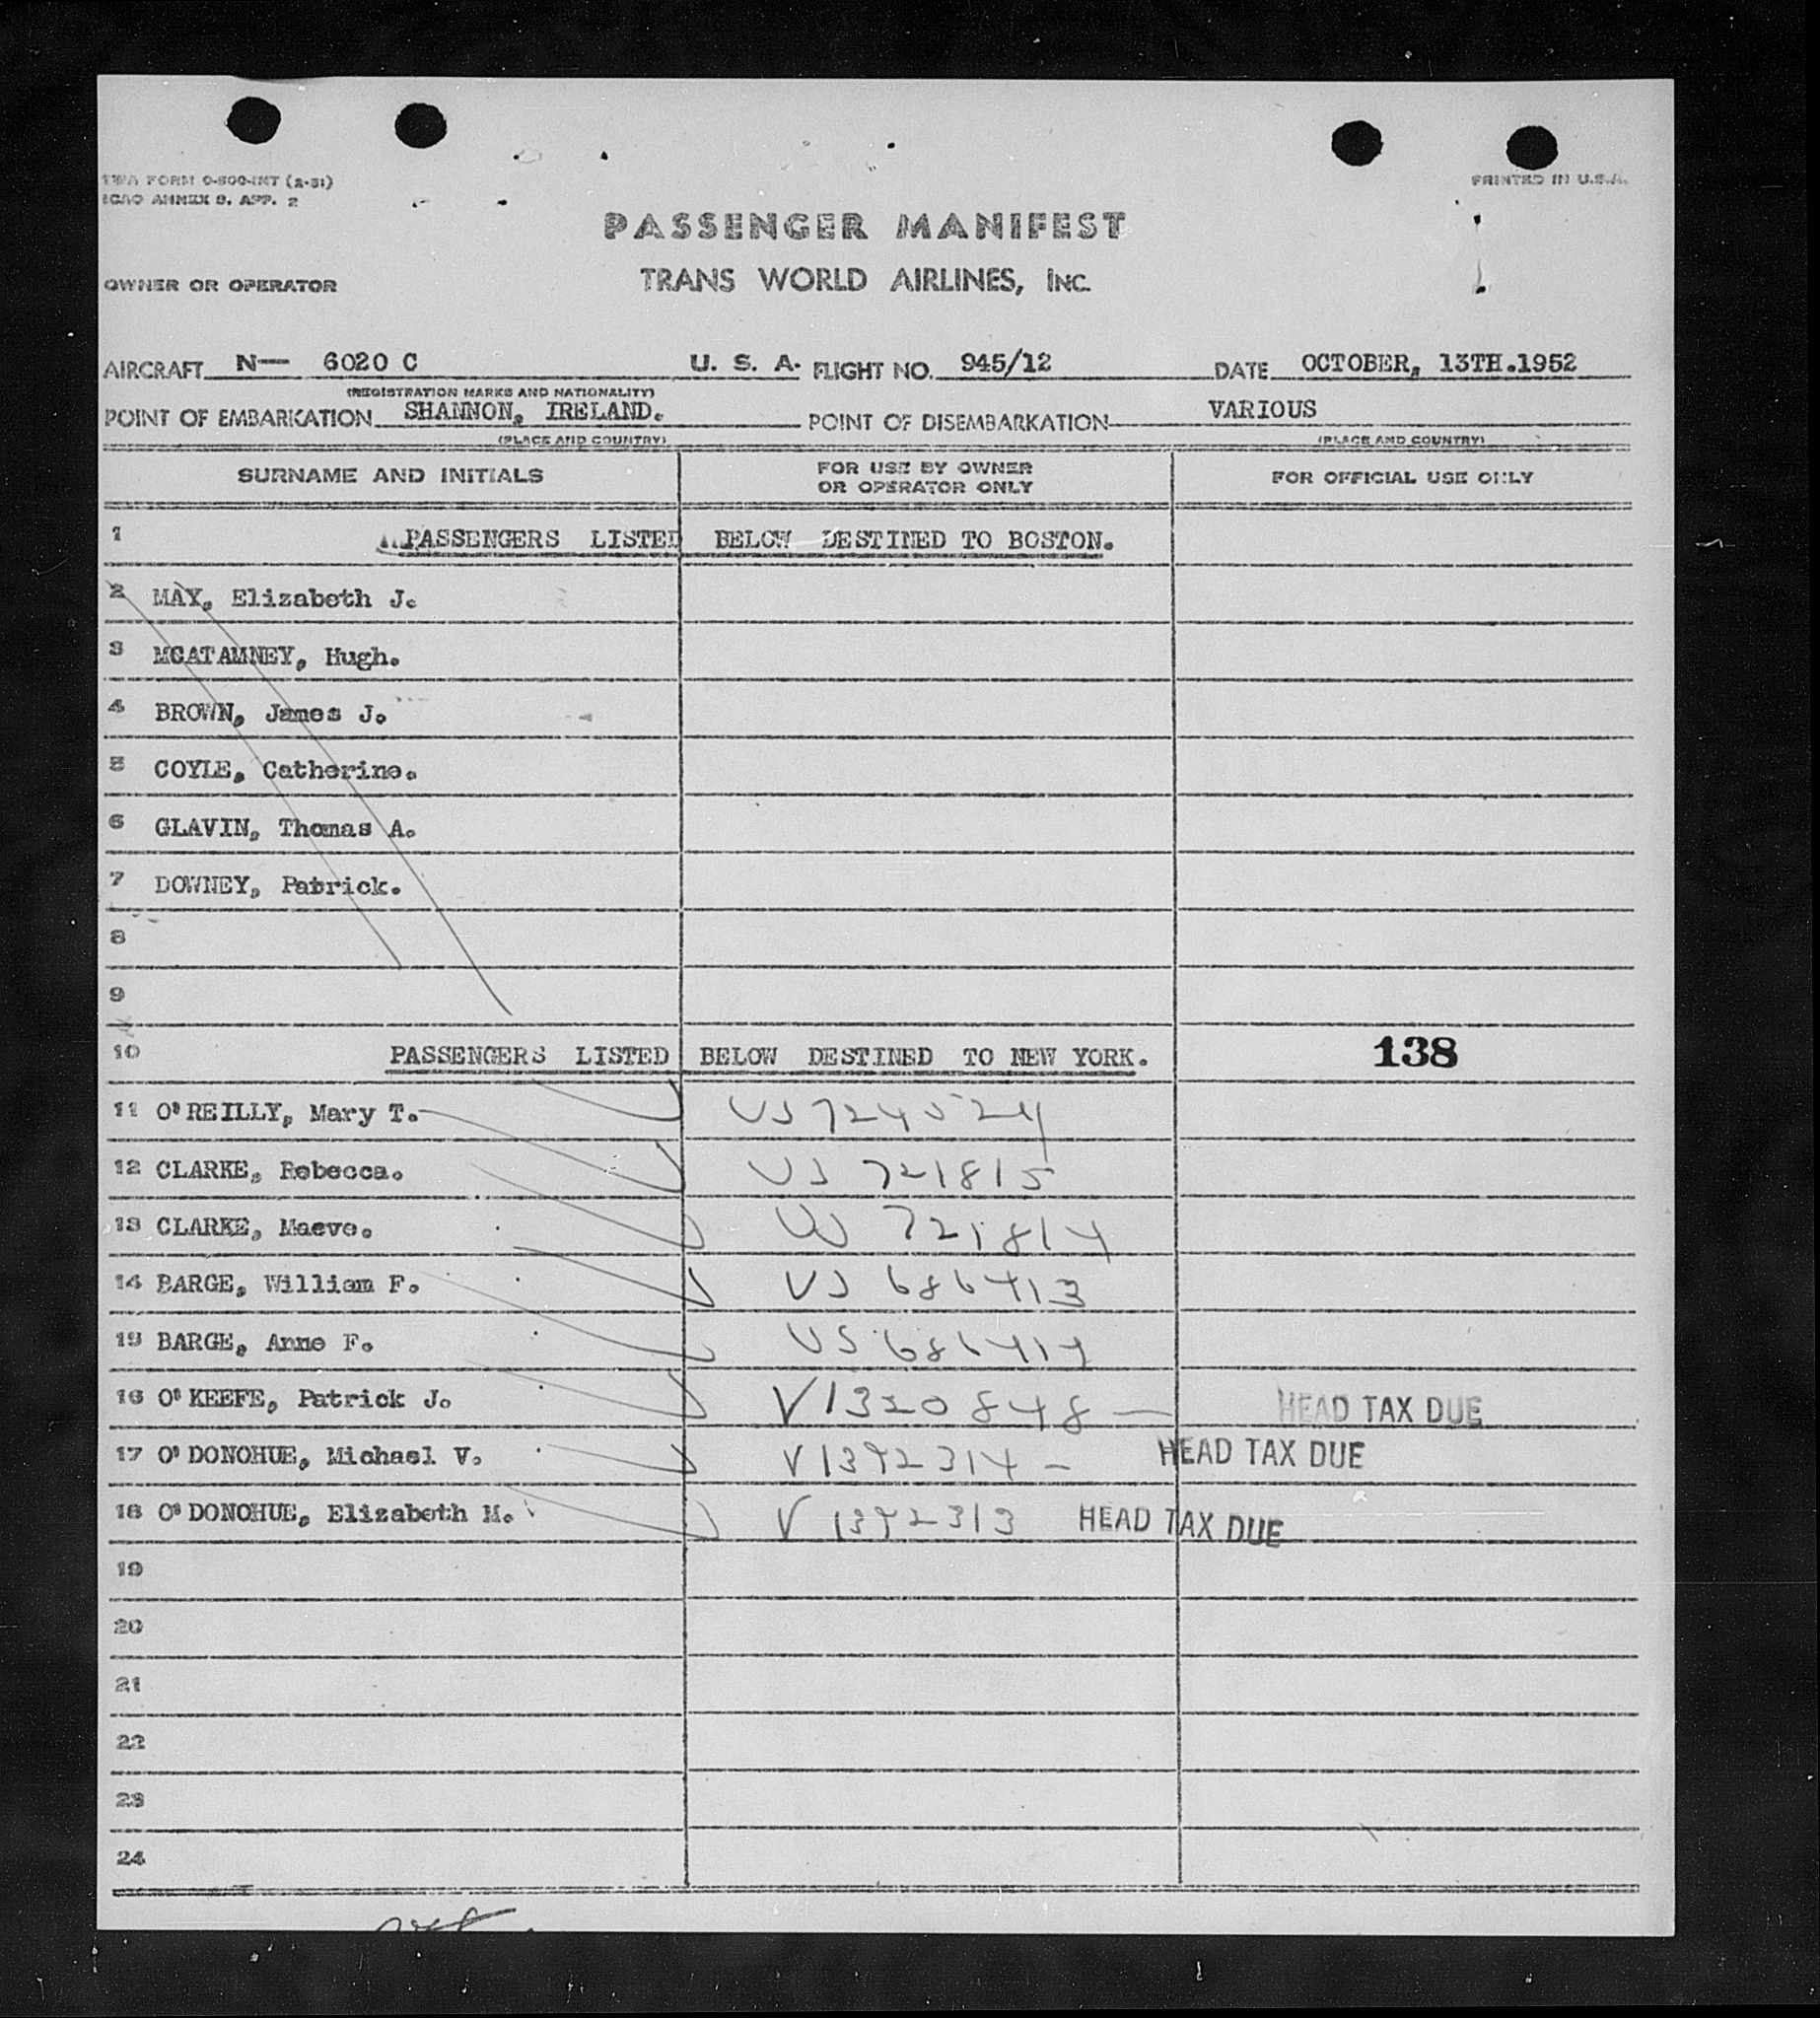 TWA FORM O-800-INT (2-51)
ICAO ANNEX 9. APP. 2
PRINTED IN U.S.A.
PASSENGER MANIFEST
OWNER OR OPERATOR
TRANS WORLD AIRLINES, INC.
AIRCRAFT N— 6020 C U. S. A. FLIGHT NO. 945/12 DATE OCTOBER, 13TH.1952
(REGISTRATION MARKS AND NATIONALITY)
POINT OF EMBARKATION SHANNON, IRELAND. POINT OF DISEMBARKATION VARIOUS
(PLACE AND COUNTRY) (PLACE AND COUNTRY)
SURNAME AND INITIALS FOR USE BY OWNER OR OPERATOR ONLY FOR OFFICIAL USE ONLY
1 PASSENGERS LISTED BELOW DESTINED TO BOSTON.
2 MAY, Elizabeth J.
3 MCATAMNEY, Hugh.
4 BROWN, James J.
5 COYLE, Catherine.
6 GLAVIN, Thomas A.
7 DOWNEY, Patrick.
8
9
10 PASSENGERS LISTED BELOW DESTINED TO NEW YORK. 138
11 O'REILLY, Mary T. US 724524
12 CLARKE, Rebecca. US 721815
13 CLARKE, Maeve. US 721814
14 BARGE, William F. US 686413
15 BARGE, Anne F. US 686414
16 O'KEEFE, Patrick J. V1320848 — HEAD TAX DUE
17 O'DONOHUE, Michael V. V1392314 — HEAD TAX DUE
18 O'DONOHUE, Elizabeth M. V 1392313 HEAD TAX DUE
19
20
21
22
23
24